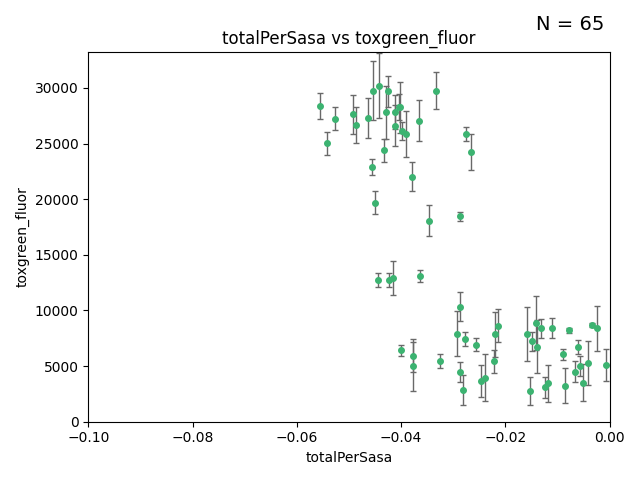 N = 65
totalPerSasa vs toxgreen_fluor
toxgreen_fluor
30000
25000
20000
15000
10000
5000
0
−0.10 −0.08 −0.06 −0.04 −0.02 0.00
totalPerSasa